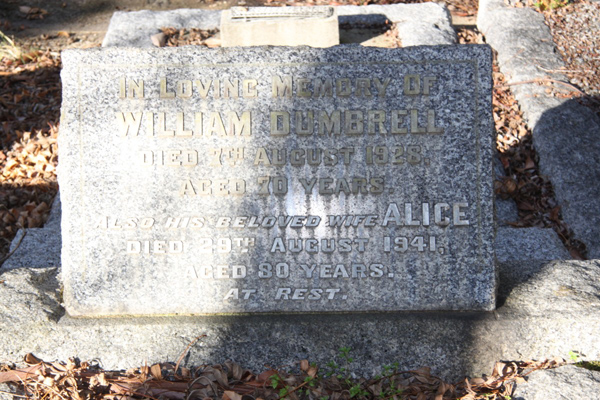 In Loving Memory Of
WILLIAM DUMBRELL
Died 7th August 1928.
Aged 70 Years.
Also His Beloved Wife ALICE
Died 29th August 1941.
Aged 80 Years.
At Rest.